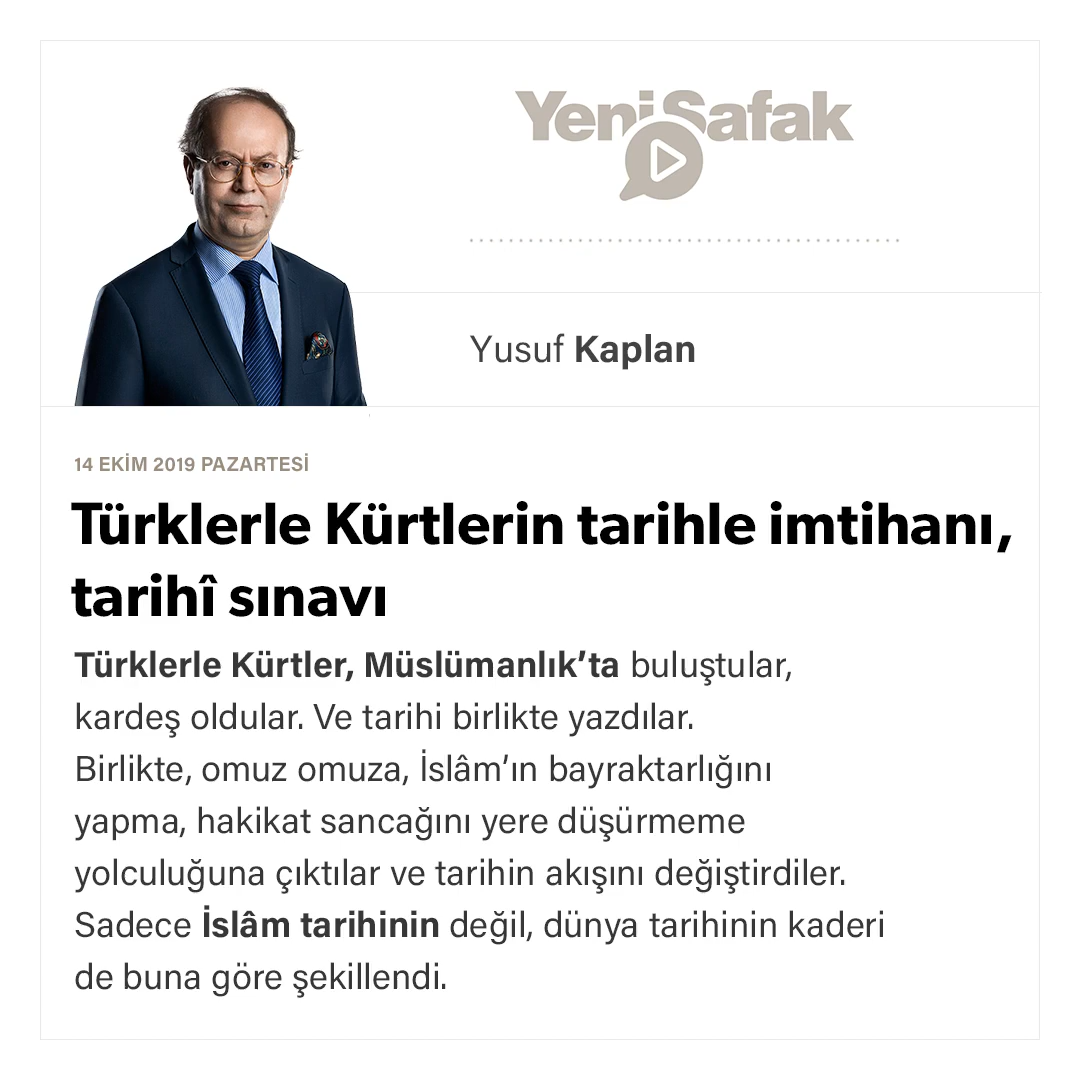 YeniSafak
Yusuf Kaplan
14 EKİM 2019 PAZARTESİ
Türklerle Kürtlerin tarihle imtihanı,
tarihî sınavı
Türklerle Kürtler, Müslümanlık’ta buluştular,
kardeş oldular. Ve tarihi birlikte yazdılar.
Birlikte, omuz omuza, İslâm’ın bayraktarlığını
yapma, hakikat sancağını yere düşürmeme
yolculuğuna çıktılar ve tarihin akışını değiştirdiler.
Sadece İslâm tarihinin değil, dünya tarihinin kaderi
de buna göre şekillendi.